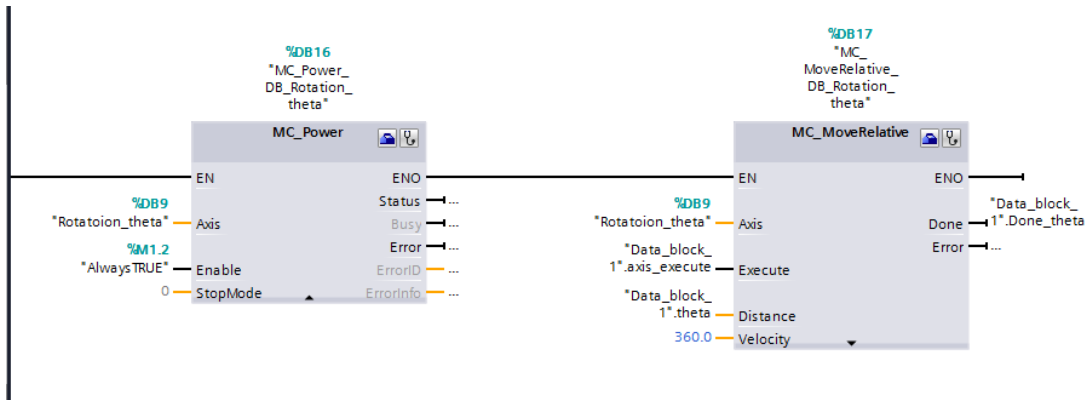 %DB16
"MC_Power_
DB_Rotation_
theta"
MC_Power
EN
ENO
Status
...
%DB9
"Rotatoion_theta"
Axis
Busy
...
%M1.2
"AlwaysTRUE"
Enable
Error
...
ErrorID
...
0
StopMode
ErrorInfo
...
%DB17
"MC_
MoveRelative_
DB_Rotation_
theta"
MC_MoveRelative
EN
ENO
%DB9
"Rotatoion_theta"
Axis
Done
"Data_block_
1".Done_theta
Error
...
"Data_block_
1".axis_execute
Execute
"Data_block_
1".theta
Distance
360.0
Velocity